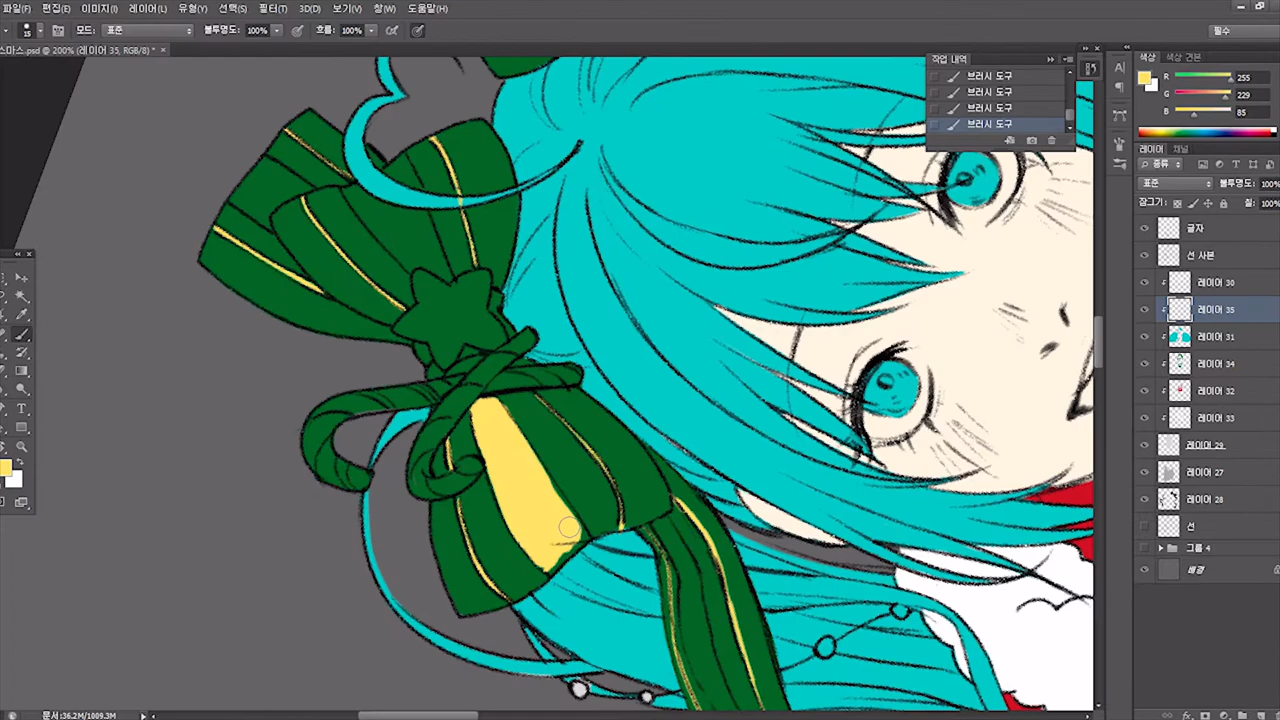 파일(F) 편집(E) 이미지(I) 레이어(L) 유형(Y) 선택(S) 필터(T) 3D(D) 보기(V) 창(W) 도움말(H)
15 모드: 표준 불투명도: 100% 흐름: 100% 필수
스마스.psd @ 200% (레이어 35, RGB/8) * ×
작업 내역
브러시 도구
브러시 도구
브러시 도구
브러시 도구
색상 색상 견본
R 255
G 229
B 85
레이어 채널
종류
표준 불투명도: 100%
잠그기: 칠: 100%
글자
선 사본
레이어 30
레이어 35
레이어 31
레이어 34
레이어 32
레이어 33
레이어 29
레이어 27
레이어 28
선
그룹 4
배경
문서:36.2M/1009.3M